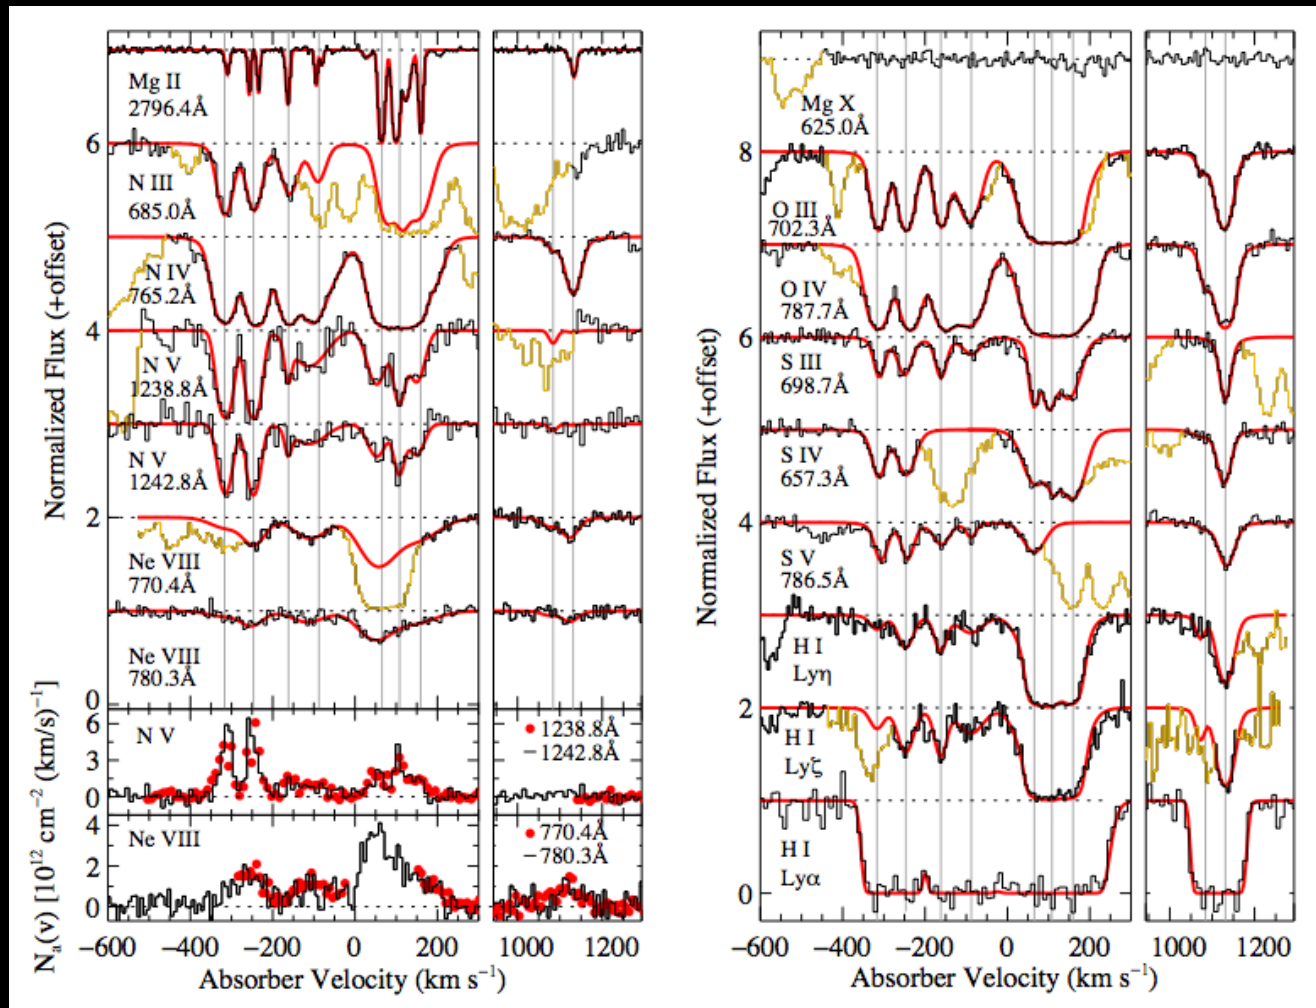 Normalized Flux (+offset)
Mg II
2796.4Å
6
N III
685.0Å
N IV
765.2Å
4
N V
1238.8Å
N V
1242.8Å
2
Ne VIII
770.4Å
Ne VIII
780.3Å
0
Nₐ(v) [10¹² cm⁻² (km/s)⁻¹]
6
3
0
N V
1238.8Å
1242.8Å
4
2
0
Ne VIII
770.4Å
780.3Å
−600 −400 −200 0 200 1000 1200
Absorber Velocity (km s⁻¹)
Normalized Flux (+offset)
Mg X
625.0Å
8
O III
702.3Å
O IV
787.7Å
6
S III
698.7Å
S IV
657.3Å
4
S V
786.5Å
H I
Lyη
2
H I
Lyζ
H I
Lyα
0
−600 −400 −200 0 200 1000 1200
Absorber Velocity (km s⁻¹)